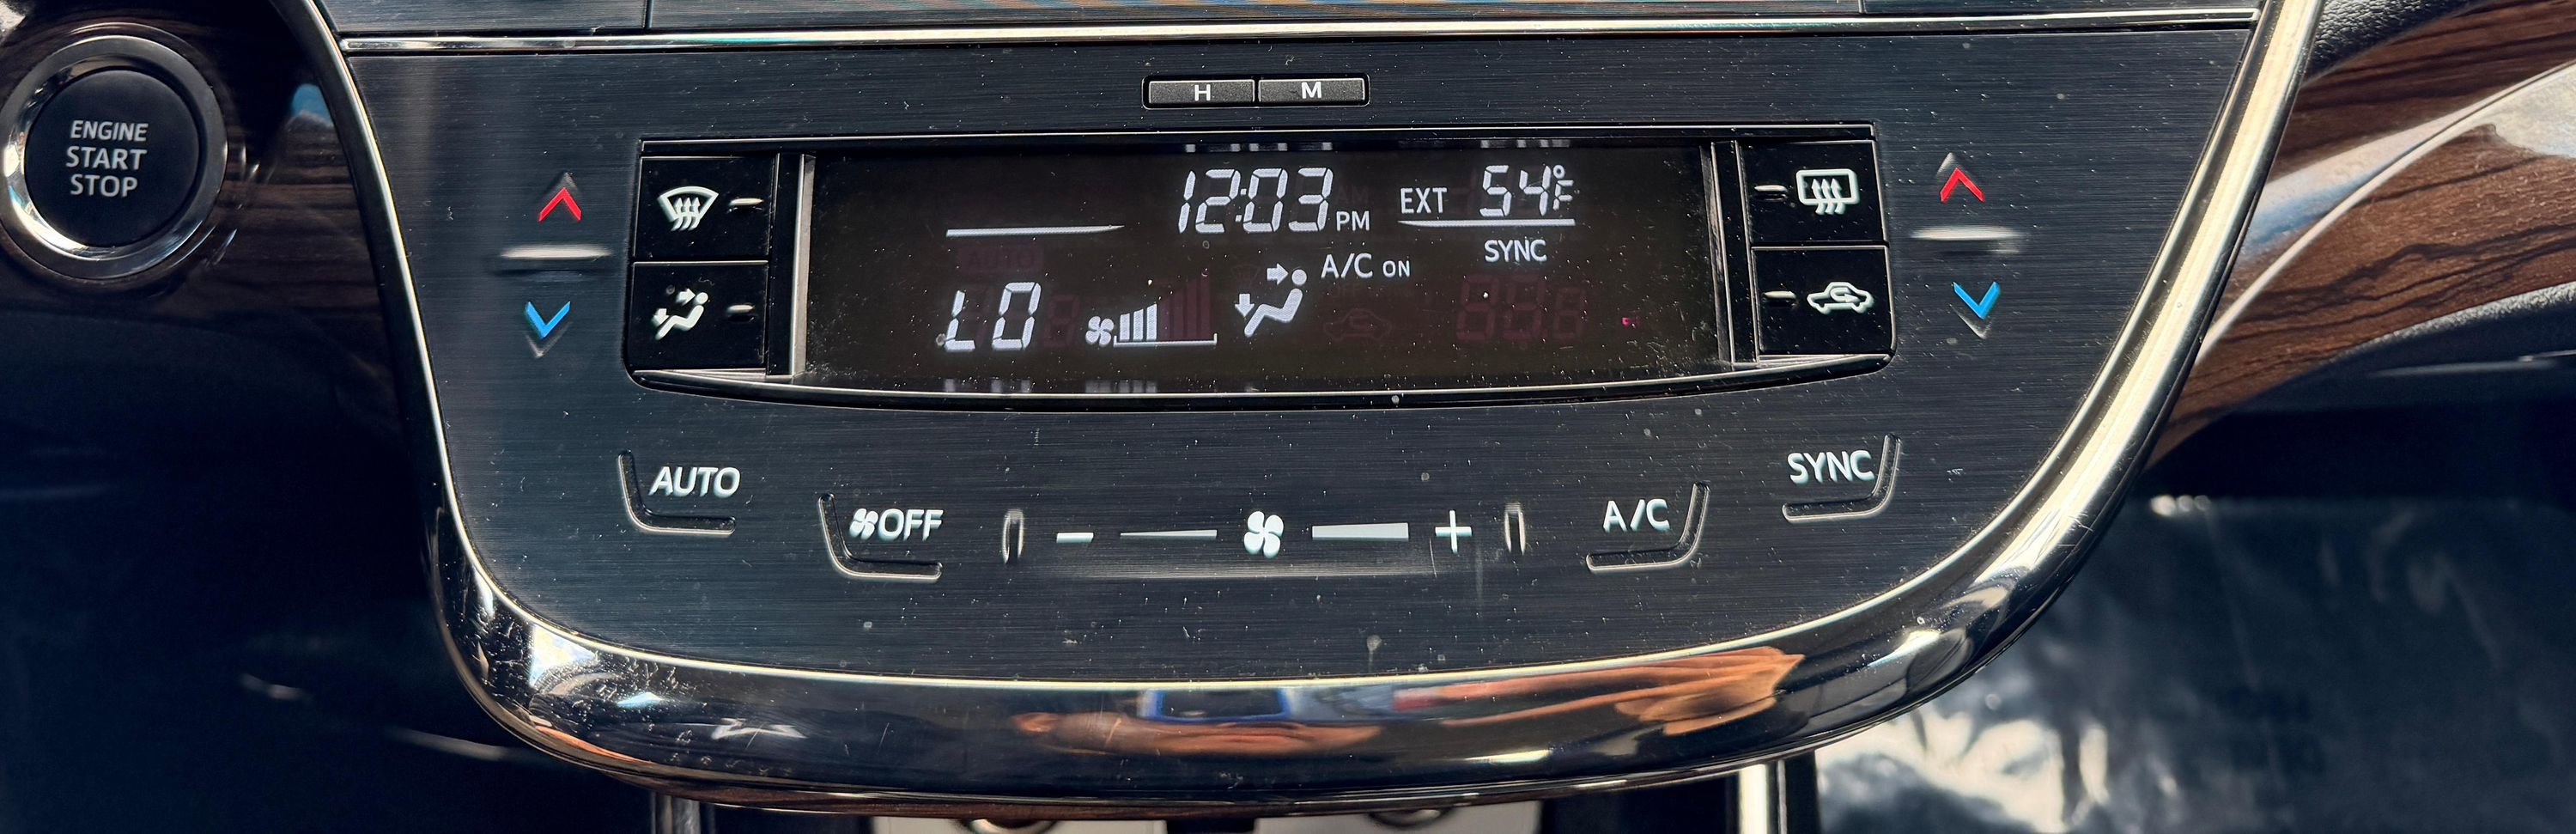 ENGINE
START
STOP
H M
12:03 PM EXT 54°F
SYNC
A/C ON
LO
AUTO
OFF
- +
A/C
SYNC